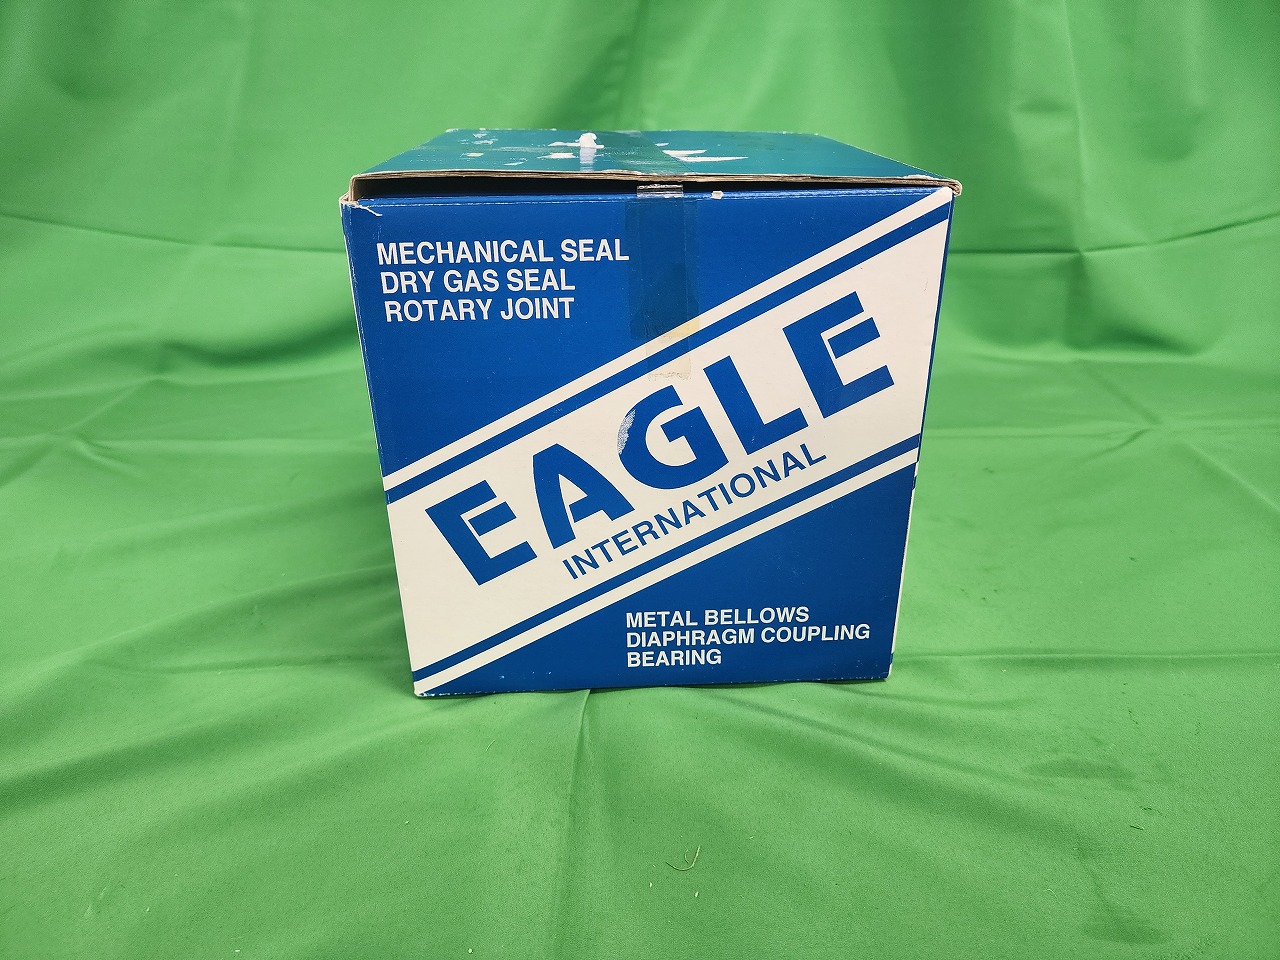 MECHANICAL SEAL
DRY GAS SEAL
ROTARY JOINT
EAGLE
INTERNATIONAL
METAL BELLOWS
DIAPHRAGM COUPLING
BEARING